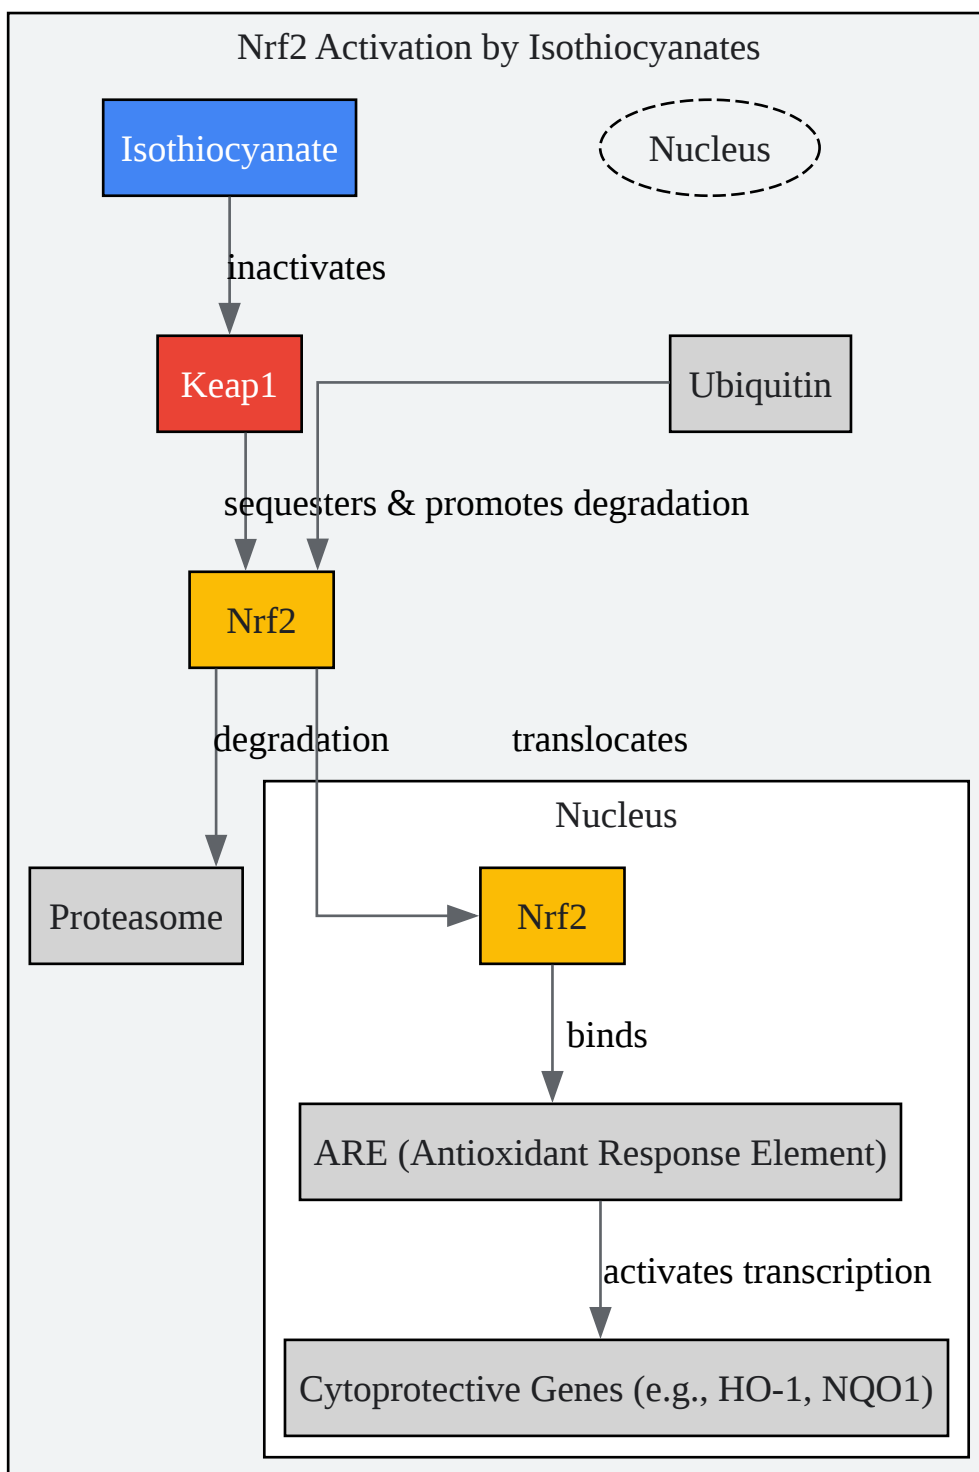 Nrf2 Activation by Isothiocyanates
Isothiocyanate
Nucleus
inactivates
Keap1
Ubiquitin
sequesters & promotes degradation
Nrf2
degradation
translocates
Nucleus
Proteasome
Nrf2
binds
ARE (Antioxidant Response Element)
activates transcription
Cytoprotective Genes (e.g., HO-1, NQO1)